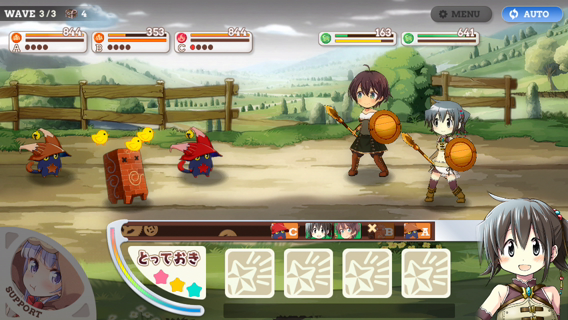 WAVE 3/3 4
MENU
AUTO
844
353
844
163
641
A
B
C
C
B
A
とっておき
SUPPORT